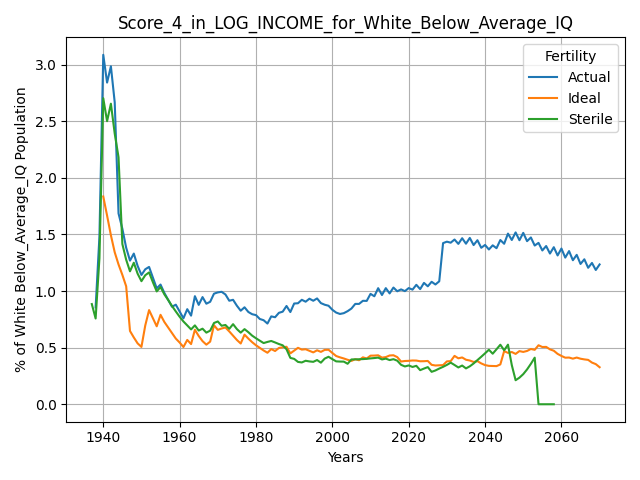 Score_4_in_LOG_INCOME_for_White_Below_Average_IQ
Fertility
Actual
Ideal
Sterile
% of White Below_Average_IQ Population
3.0
2.5
2.0
1.5
1.0
0.5
0.0
1940 1960 1980 2000 2020 2040 2060
Years